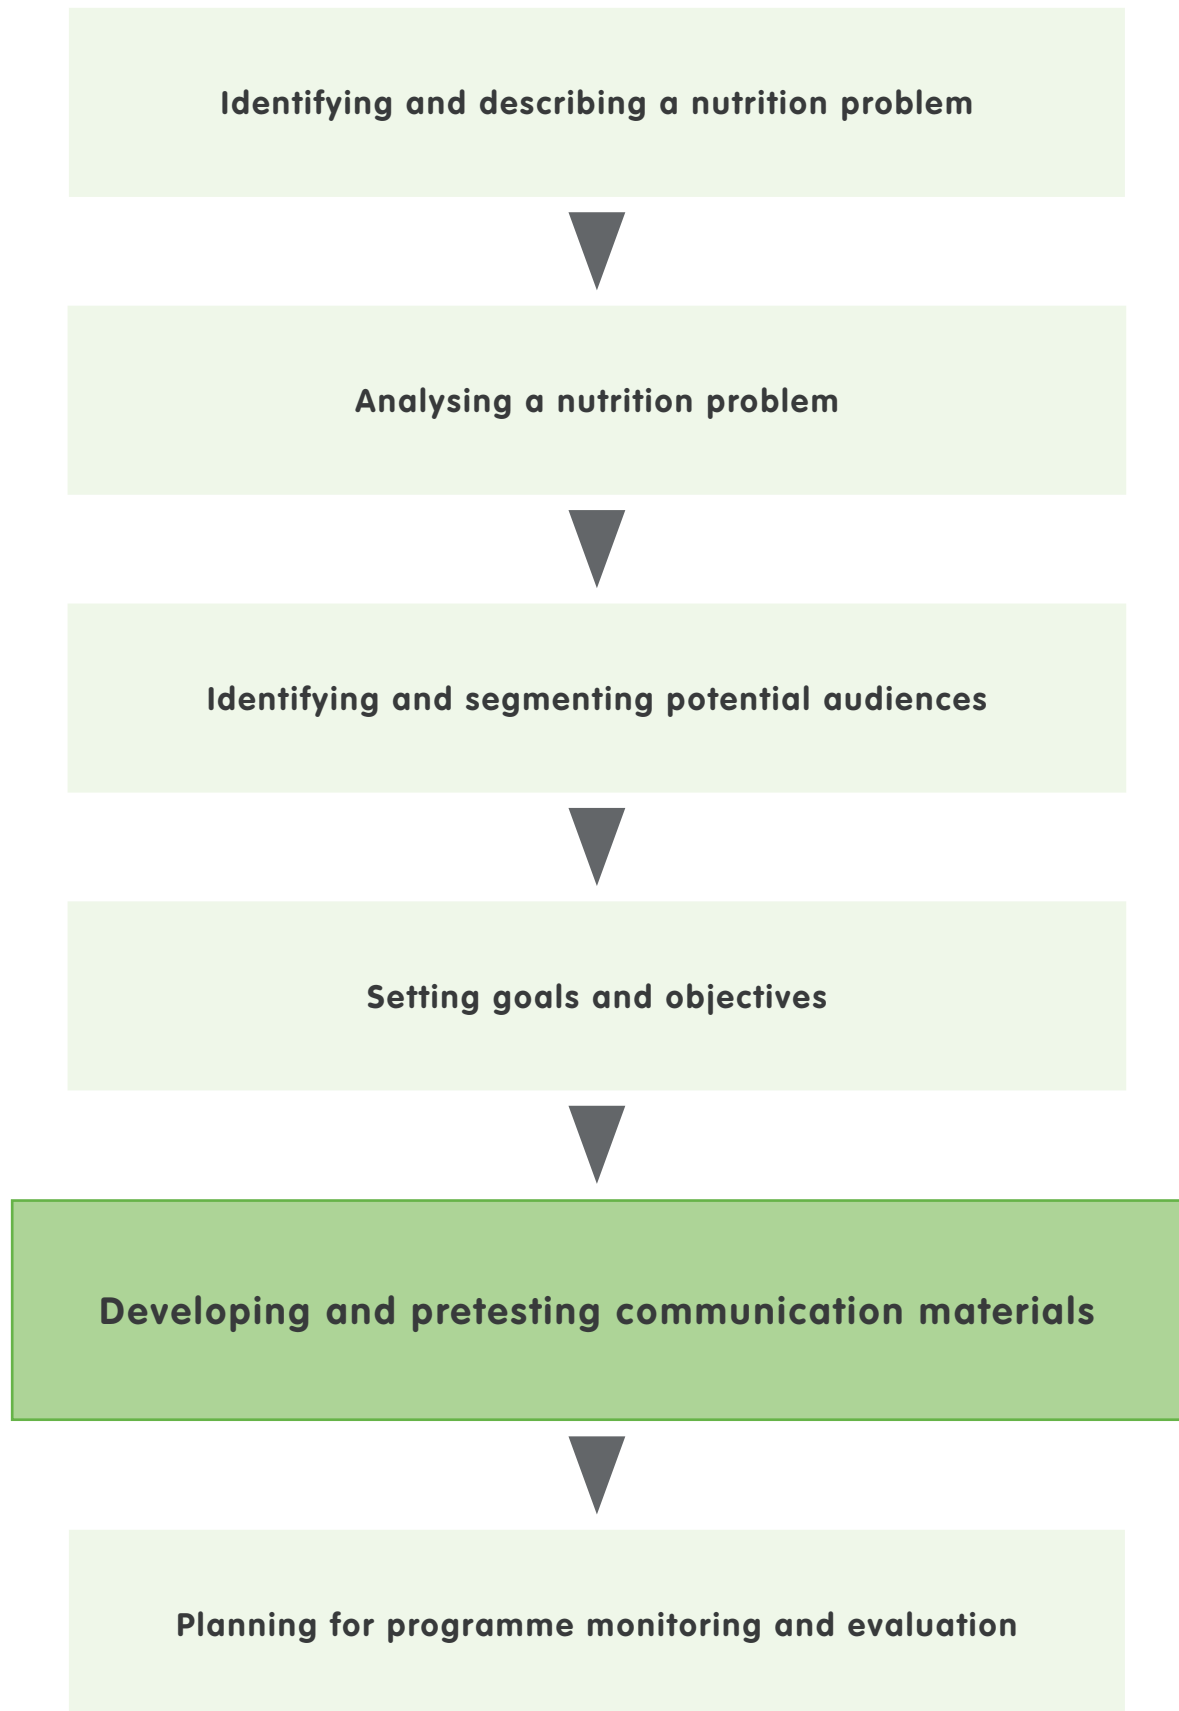 Identifying and describing a nutrition problem
Analysing a nutrition problem
Identifying and segmenting potential audiences
Setting goals and objectives
Developing and pretesting communication materials
Planning for programme monitoring and evaluation